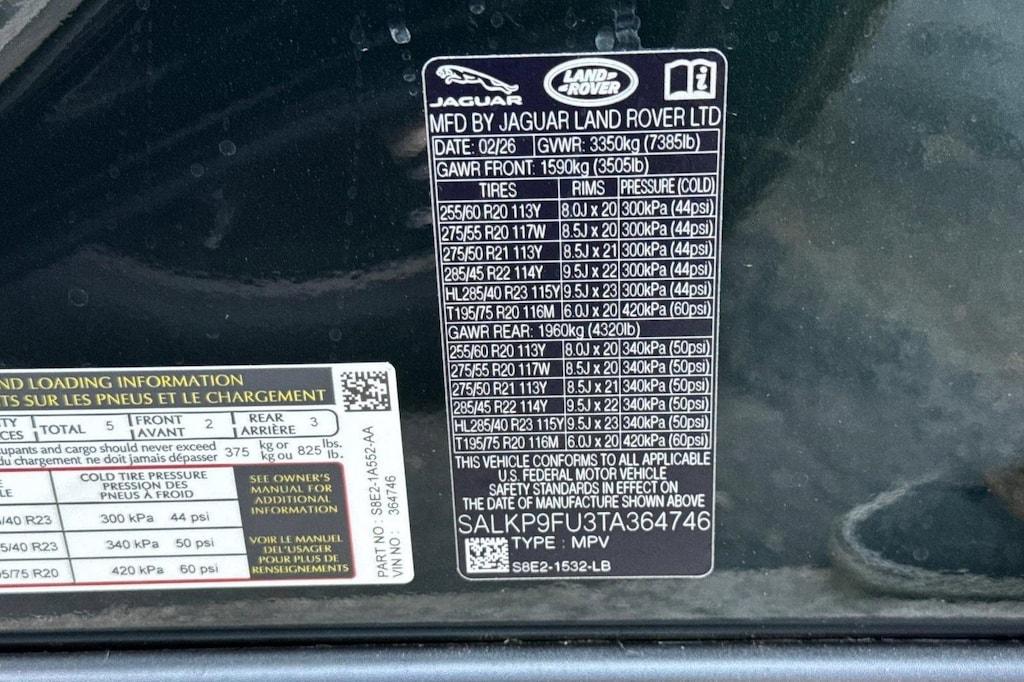 JAGUAR
LAND-
-ROVER
i
MFD BY JAGUAR LAND ROVER LTD
DATE: 02/26 GVWR: 3350kg (7385lb)
GAWR FRONT: 1590kg (3505lb)
TIRES RIMS PRESSURE (COLD)
255/60 R20 113Y 8.0J x 20 300kPa (44psi)
275/55 R20 117W 8.5J x 20 300kPa (44psi)
275/50 R21 113Y 8.5J x 21 300kPa (44psi)
285/45 R22 114Y 9.5J x 22 300kPa (44psi)
HL285/40 R23 115Y 9.5J x 23 300kPa (44psi)
T195/75 R20 116M 6.0J x 20 420kPa (60psi)
GAWR REAR: 1960kg (4320lb)
255/60 R20 113Y 8.0J x 20 340kPa (50psi)
275/55 R20 117W 8.5J x 20 340kPa (50psi)
275/50 R21 113Y 8.5J x 21 340kPa (50psi)
285/45 R22 114Y 9.5J x 22 340kPa (50psi)
HL285/40 R23 115Y 9.5J x 23 340kPa (50psi)
T195/75 R20 116M 6.0J x 20 420kPa (60psi)
THIS VEHICLE CONFORMS TO ALL APPLICABLE
U.S. FEDERAL MOTOR VEHICLE
SAFETY STANDARDS IN EFFECT ON
THE DATE OF MANUFACTURE SHOWN ABOVE
SALKP9FU3TA364746
TYPE : MPV
S8E2-1532-LB
ND LOADING INFORMATION
TS SUR LES PNEUS ET LE CHARGEMENT
TOTAL 5 FRONT 2 REAR 3
AVANT ARRIÈRE
upants and cargo should never exceed 375 kg or 825 lbs.
du chargement ne doit jamais dépasser kg ou lb.
COLD TIRE PRESSURE
PRESSION DES
PNEUS À FROID
/40 R23 300 kPa 44 psi
5/40 R23 340 kPa 50 psi
95/75 R20 420 kPa 60 psi
SEE OWNER'S
MANUAL FOR
ADDITIONAL
INFORMATION
VOIR LE MANUEL
DE L'USAGER
POUR PLUS DE
RENSEIGNEMENTS
PART NO : S8E2-1A552-AA
VIN NO : 364746